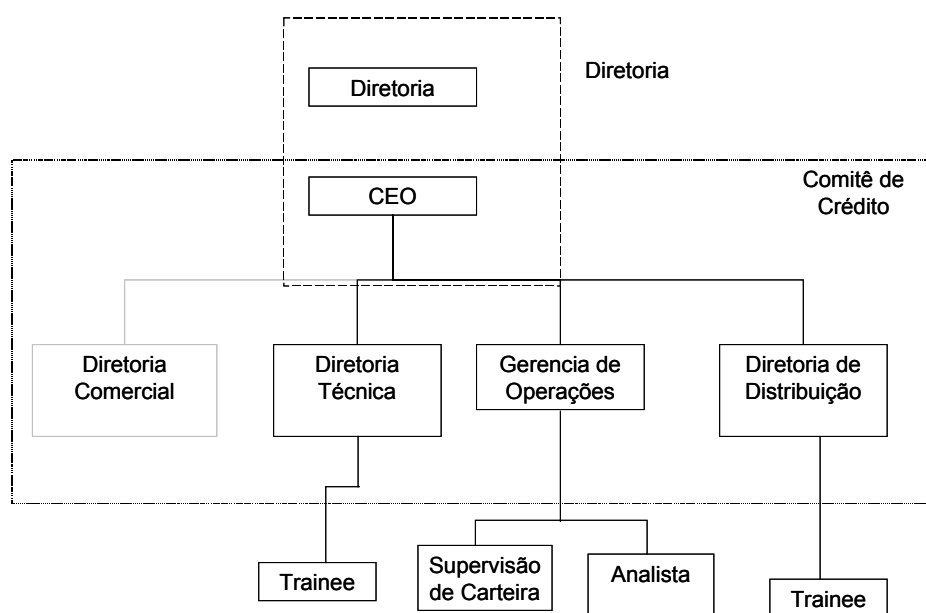 Diretoria
Diretoria
Comitê de
Crédito
CEO
Diretoria
Comercial
Diretoria
Técnica
Gerencia de
Operações
Diretoria de
Distribuição
Trainee
Supervisão
de Carteira
Analista
Trainee